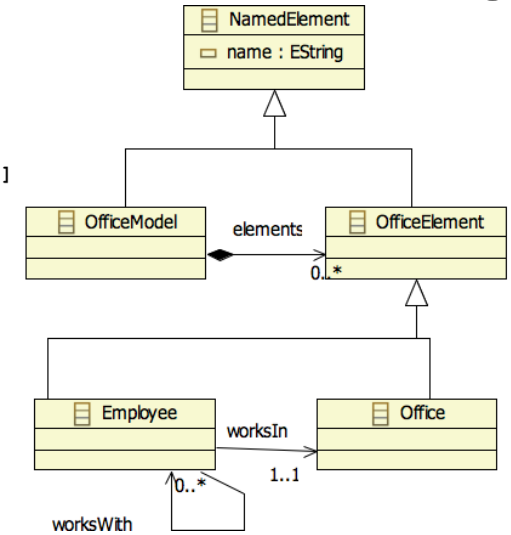 NamedElement
name : EString
]
OfficeModel
elements
OfficeElement
0..*
Employee
worksIn
Office
1..1
0..*
worksWith